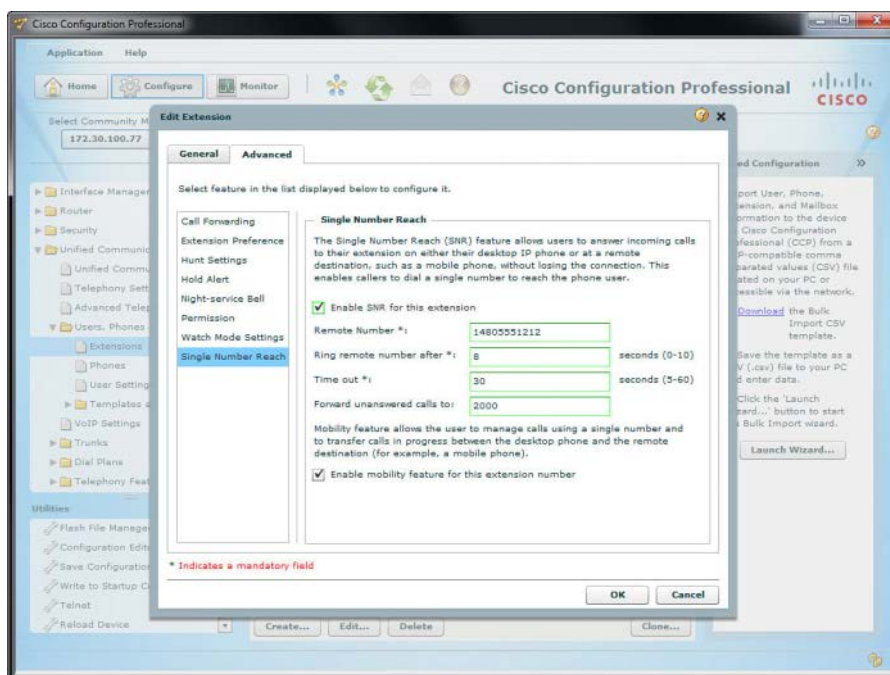 Cisco Configuration Professional
Application Help
Home Configure Monitor
Cisco Configuration Professional
CISCO
Select Community M
172.30.100.77
Edit Extension
General Advanced
Select feature in the list displayed below to configure it.
Call Forwarding
Extension Preference
Hunt Settings
Hold Alert
Night-service Bell
Permission
Watch Mode Settings
Single Number Reach
Single Number Reach
The Single Number Reach (SNR) feature allows users to answer incoming calls
to their extension on either their desktop IP phone or at a remote
destination, such as a mobile phone, without losing the connection. This
enables callers to dial a single number to reach the phone user.
Enable SNR for this extension
Remote Number *: 14805551212
Ring remote number after *: 8 seconds (0-10)
Time out *: 30 seconds (5-60)
Forward unanswered calls to: 2000
Mobility feature allows the user to manage calls using a single number and
to transfer calls in progress between the desktop phone and the remote
destination (for example, a mobile phone).
Enable mobility feature for this extension number
* Indicates a mandatory field
OK Cancel
Interface Manager
Router
Security
Unified Communic
Unified Commu
Telephony Sett
Advanced Telep
Users, Phones
Extensions
Phones
User Setting
Templates a
VoIP Settings
Trunks
Dial Plans
Telephony Feat
Utilities
Flash File Manage
Configuration Edit
Save Configuration
Write to Startup C
Telnet
Reload Device
Create... Edit... Delete Clone...
ed Configuration
port User, Phone,
ension, and Mailbox
ormation to the device
Cisco Configuration
ofessional (CCP) from a
P-compatible comma
parated values (CSV) file
ated on your PC or
essible via the network.
Download the Bulk
Import CSV
template.
Save the template as a
V (.csv) file to your PC
d enter data.
Click the 'Launch
zard...' button to start
Bulk Import wizard.
Launch Wizard...